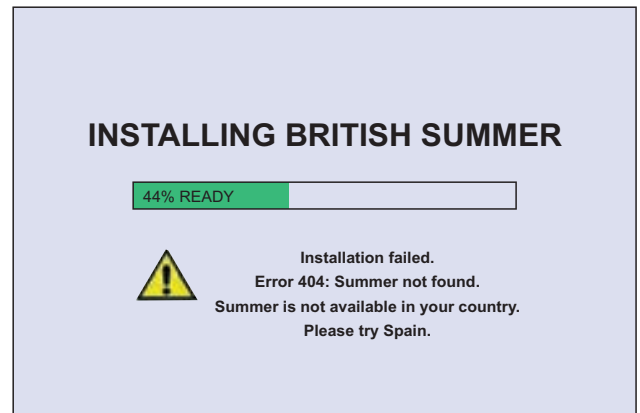 INSTALLING BRITISH SUMMER
44% READY
Installation failed.
Error 404: Summer not found.
Summer is not available in your country.
Please try Spain.